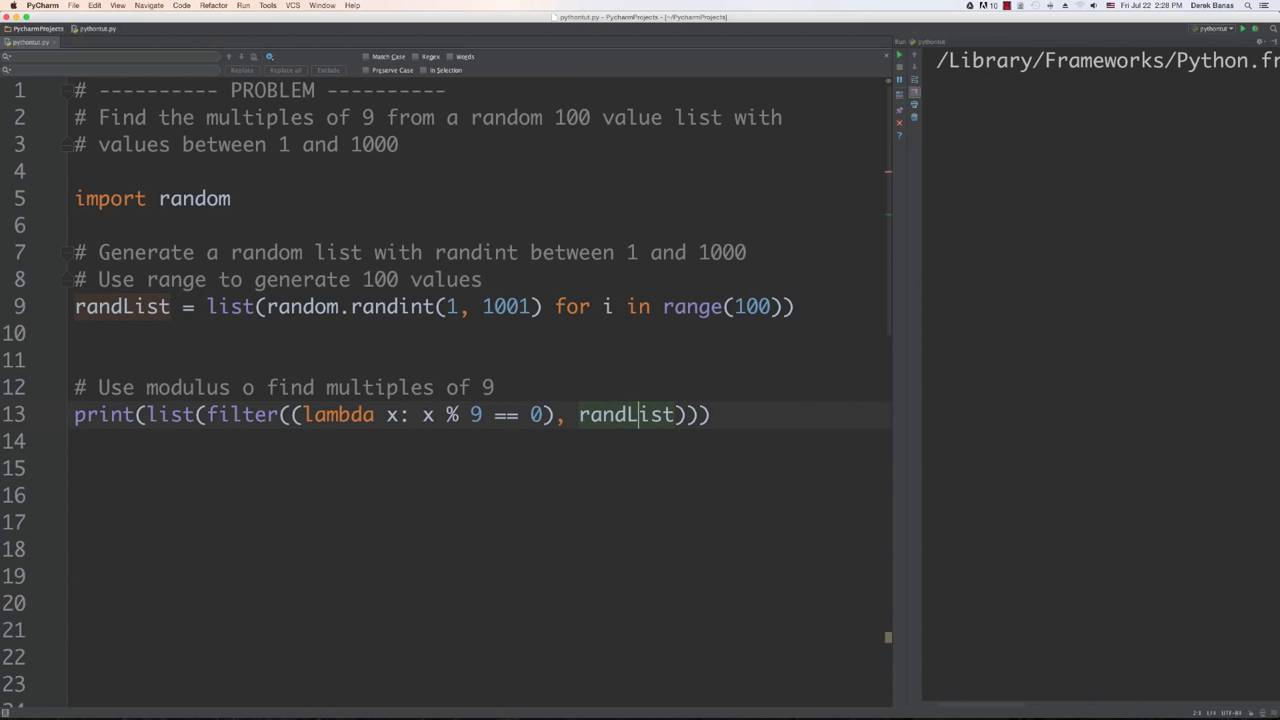 PyCharm File Edit View Navigate Code Refactor Run Tools VCS Window Help 10 Fri Jul 22 2:28 PM Derek Banas
pythontut.py - PycharmProjects - [~/PycharmProjects]
PycharmProjects pythontut.py pythontut
pythontut.py Run pythontut
Match Case Regex Words
Replace Replace all Exclude Preserve Case In Selection
/Library/Frameworks/Python.fr
1 # ---------- PROBLEM ----------
2 # Find the multiples of 9 from a random 100 value list with
3 # values between 1 and 1000
4
5 import random
6
7 # Generate a random list with randint between 1 and 1000
8 # Use range to generate 100 values
9 randList = list(random.randint(1, 1001) for i in range(100))
10
11
12 # Use modulus o find multiples of 9
13 print(list(filter((lambda x: x % 9 == 0), randList)))
14
15
16
17
18
19
20
21
22
23
2:1 LF÷ UTF-8÷